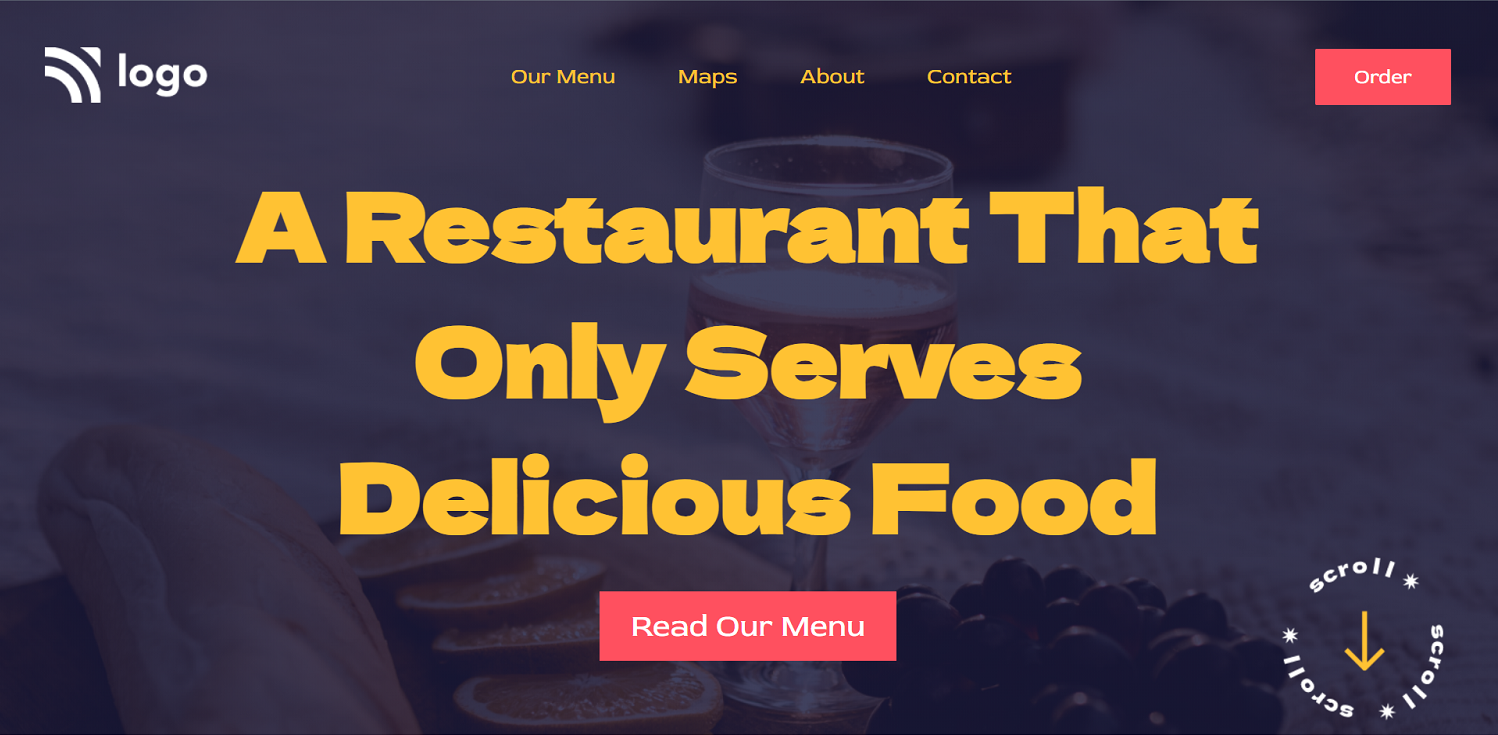 logo
Our Menu Maps About Contact
Order
A Restaurant That
Only Serves
Delicious Food
Read Our Menu
scroll
scroll
scroll